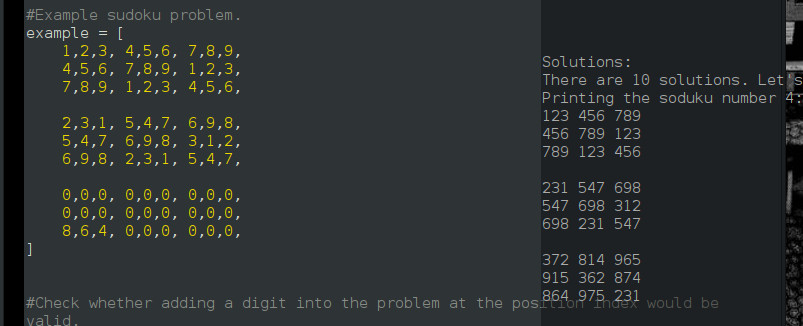 #Example sudoku problem.
example = [
1,2,3, 4,5,6, 7,8,9,
4,5,6, 7,8,9, 1,2,3,
7,8,9, 1,2,3, 4,5,6,
2,3,1, 5,4,7, 6,9,8,
5,4,7, 6,9,8, 3,1,2,
6,9,8, 2,3,1, 5,4,7,
0,0,0, 0,0,0, 0,0,0,
0,0,0, 0,0,0, 0,0,0,
8,6,4, 0,0,0, 0,0,0,
]
#Check whether adding a digit into the problem at the position index would be
valid.
Solutions:
There are 10 solutions. Let's
Printing the soduku number 4:
123 456 789
456 789 123
789 123 456
231 547 698
547 698 312
698 231 547
372 814 965
915 362 874
864 975 231